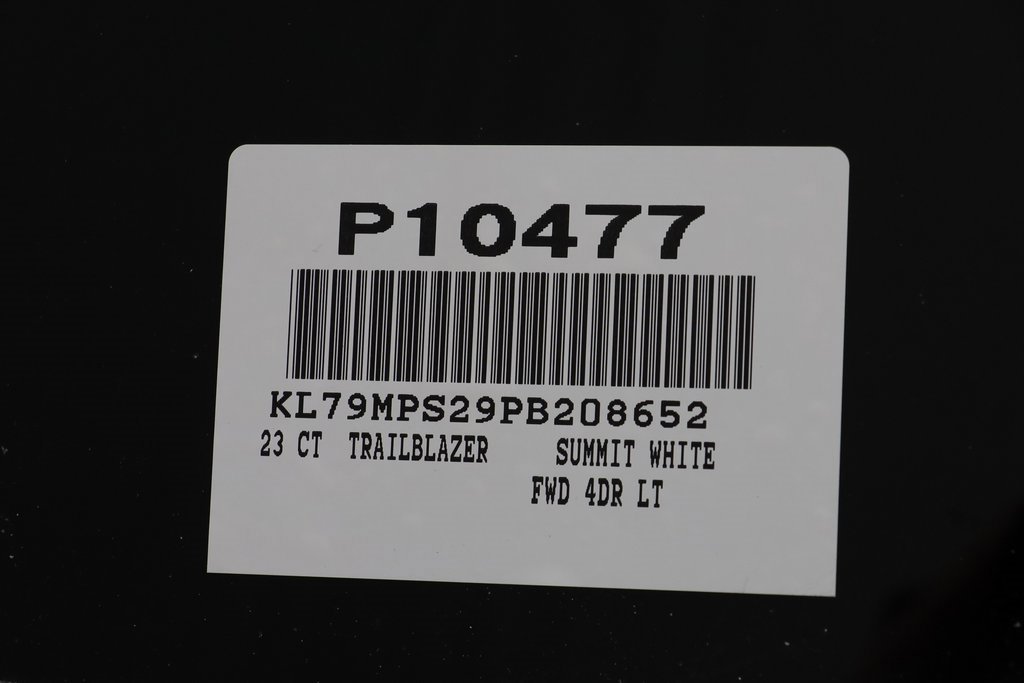 P10477
KL79MPS29PB208652
23 CT TRAILBLAZER SUMMIT WHITE
FWD 4DR LT